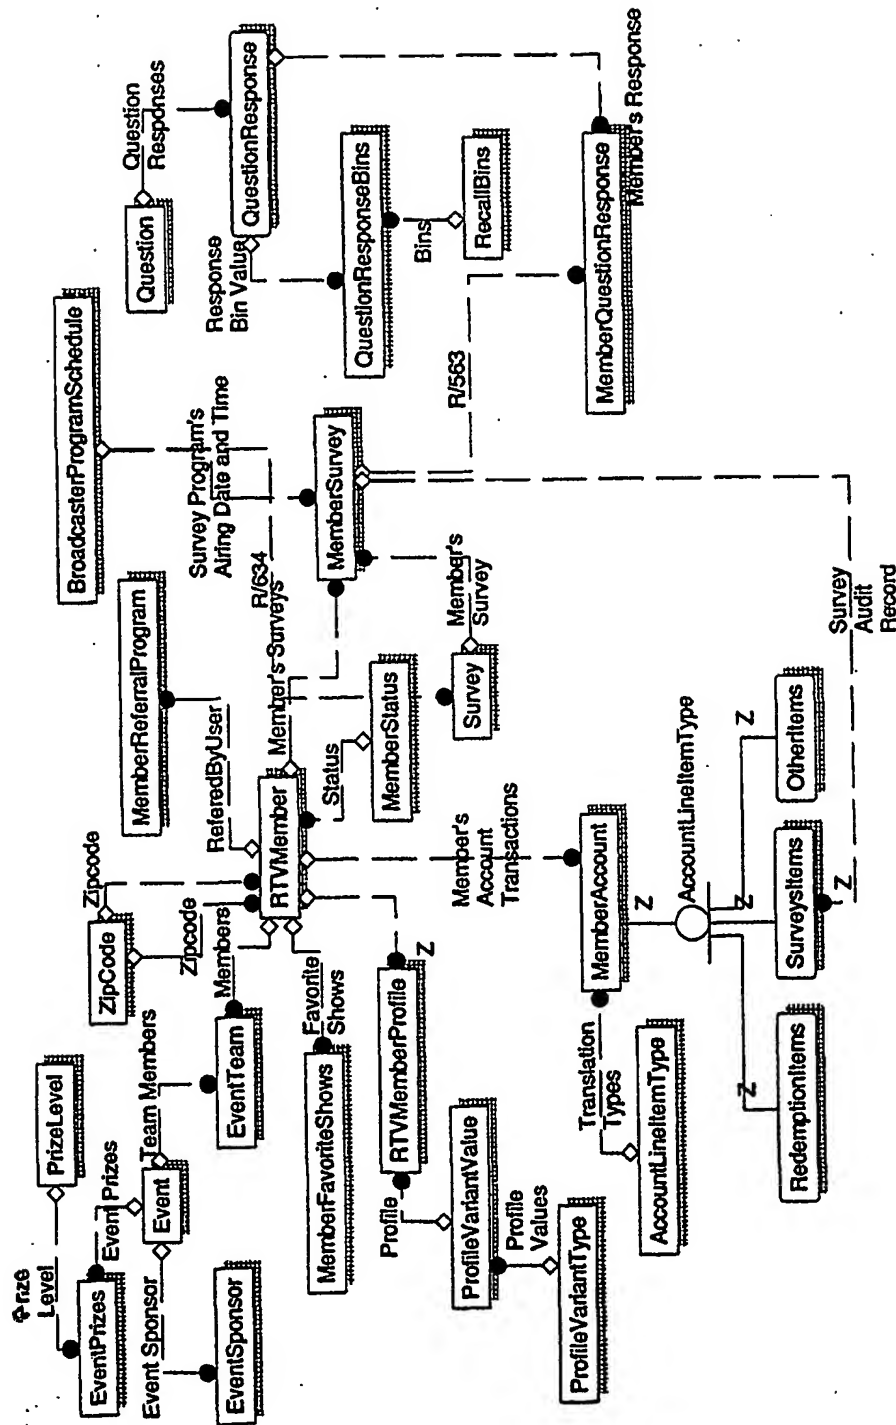 Prize
Level
PrizeLevel
EventPrizes
Event Prizes
Event Sponsor
Event
EventSponsor
Team Members
EventTeam
Members
ZipCode
Zipcode
Zipcode
MemberReferralProgram
ReferedByUser
BroadcasterProgramSchedule
Survey Program's
Airing Date and Time
R/634
Question
Question
Responses
QuestionResponse
Response
Bin Value
QuestionResponseBins
Bins
RecallBins
RTVMember
Favorite
Shows
MemberFavoriteShows
Member's Surveys
MemberSurvey
Status
MemberStatus
Member's
Survey
Survey
R/563
MemberQuestionResponse
Member's Response
RTVMemberProfile
Z
Profile
ProfileVariantValue
Profile
Values
ProfileVariantType
Member's
Account
Transactions
MemberAccount
Translation
Types
AccountLineItemType
Z
AccountLineItemType
Z
Z
Z
Z
RedemptionItems
SurveysItems
OtherItems
Survey
Audit
Record